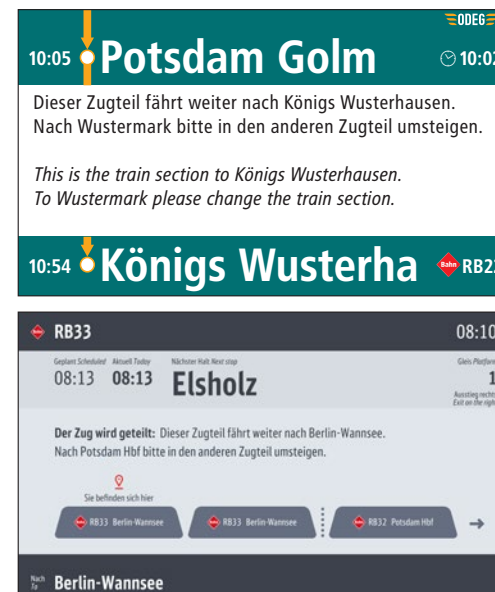 ODEG
10:05 Potsdam Golm 10:02
Dieser Zugteil fährt weiter nach Königs Wusterhausen.
Nach Wustermark bitte in den anderen Zugteil umsteigen.
This is the train section to Königs Wusterhausen.
To Wustermark please change the train section.
10:54 Königs Wusterha Bahn RB22
Bahn RB33 08:10
Geplant Scheduled Aktuell Today Nächster Halt Next stop Gleis Platform
08:13 08:13 Elsholz 1
Ausstieg rechts
Exit on the right
Der Zug wird geteilt: Dieser Zugteil fährt weiter nach Berlin-Wannsee.
Nach Potsdam Hbf bitte in den anderen Zugteil umsteigen.
Sie befinden sich hier
Bahn RB33 Berlin-Wannsee Bahn RB33 Berlin-Wannsee Bahn RB32 Potsdam Hbf
Nach
To Berlin-Wannsee